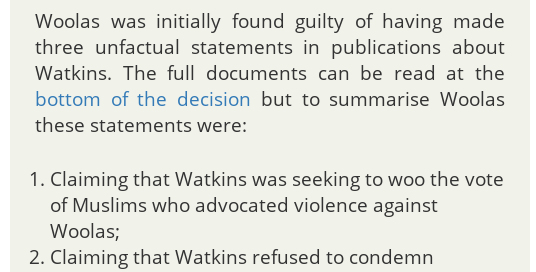 Woolas was initially found guilty of having made
three unfactual statements in publications about
Watkins. The full documents can be read at the
bottom of the decision but to summarise Woolas
these statements were:
1. Claiming that Watkins was seeking to woo the vote
of Muslims who advocated violence against
Woolas;
2. Claiming that Watkins refused to condemn